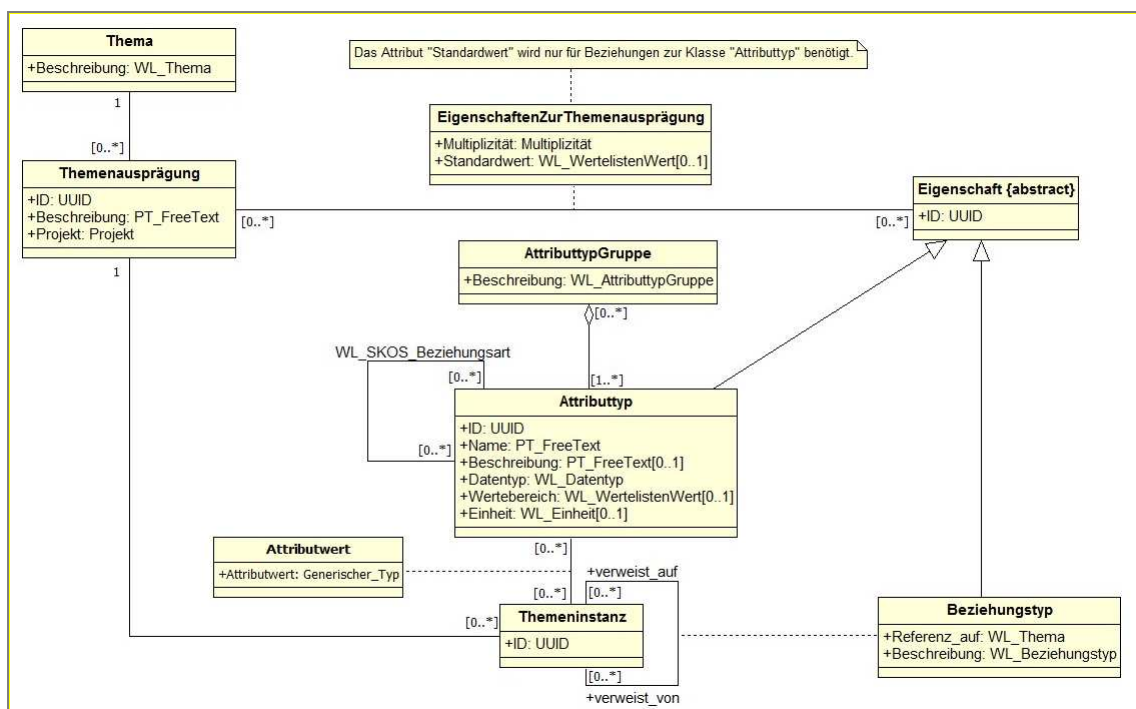 Thema
+Beschreibung: WL_Thema
1
[0..*]
Das Attribut "Standardwert" wird nur für Beziehungen zur Klasse "Attributtyp" benötigt.
EigenschaftenZurThemenausprägung
+Multiplizität: Multiplizität
+Standardwert: WL_WertelistenWert[0..1]
Themenausprägung
+ID: UUID
+Beschreibung: PT_FreeText
+Projekt: Projekt
[0..*]
[0..*]
1
Eigenschaft {abstract}
+ID: UUID
AttributtypGruppe
+Beschreibung: WL_AttributtypGruppe
[0..*]
[1..*]
WL_SKOS_Beziehungsart
[0..*]
[0..*]
Attributtyp
+ID: UUID
+Name: PT_FreeText
+Beschreibung: PT_FreeText[0..1]
+Datentyp: WL_Datentyp
+Wertebereich: WL_WertelistenWert[0..1]
+Einheit: WL_Einheit[0..1]
[0..*]
Attributwert
+Attributwert: Generischer_Typ
[0..*]
+verweist_auf
[0..*]
[0..*]
Themeninstanz
+ID: UUID
[0..*]
+verweist_von
Beziehungstyp
+Referenz_auf: WL_Thema
+Beschreibung: WL_Beziehungstyp